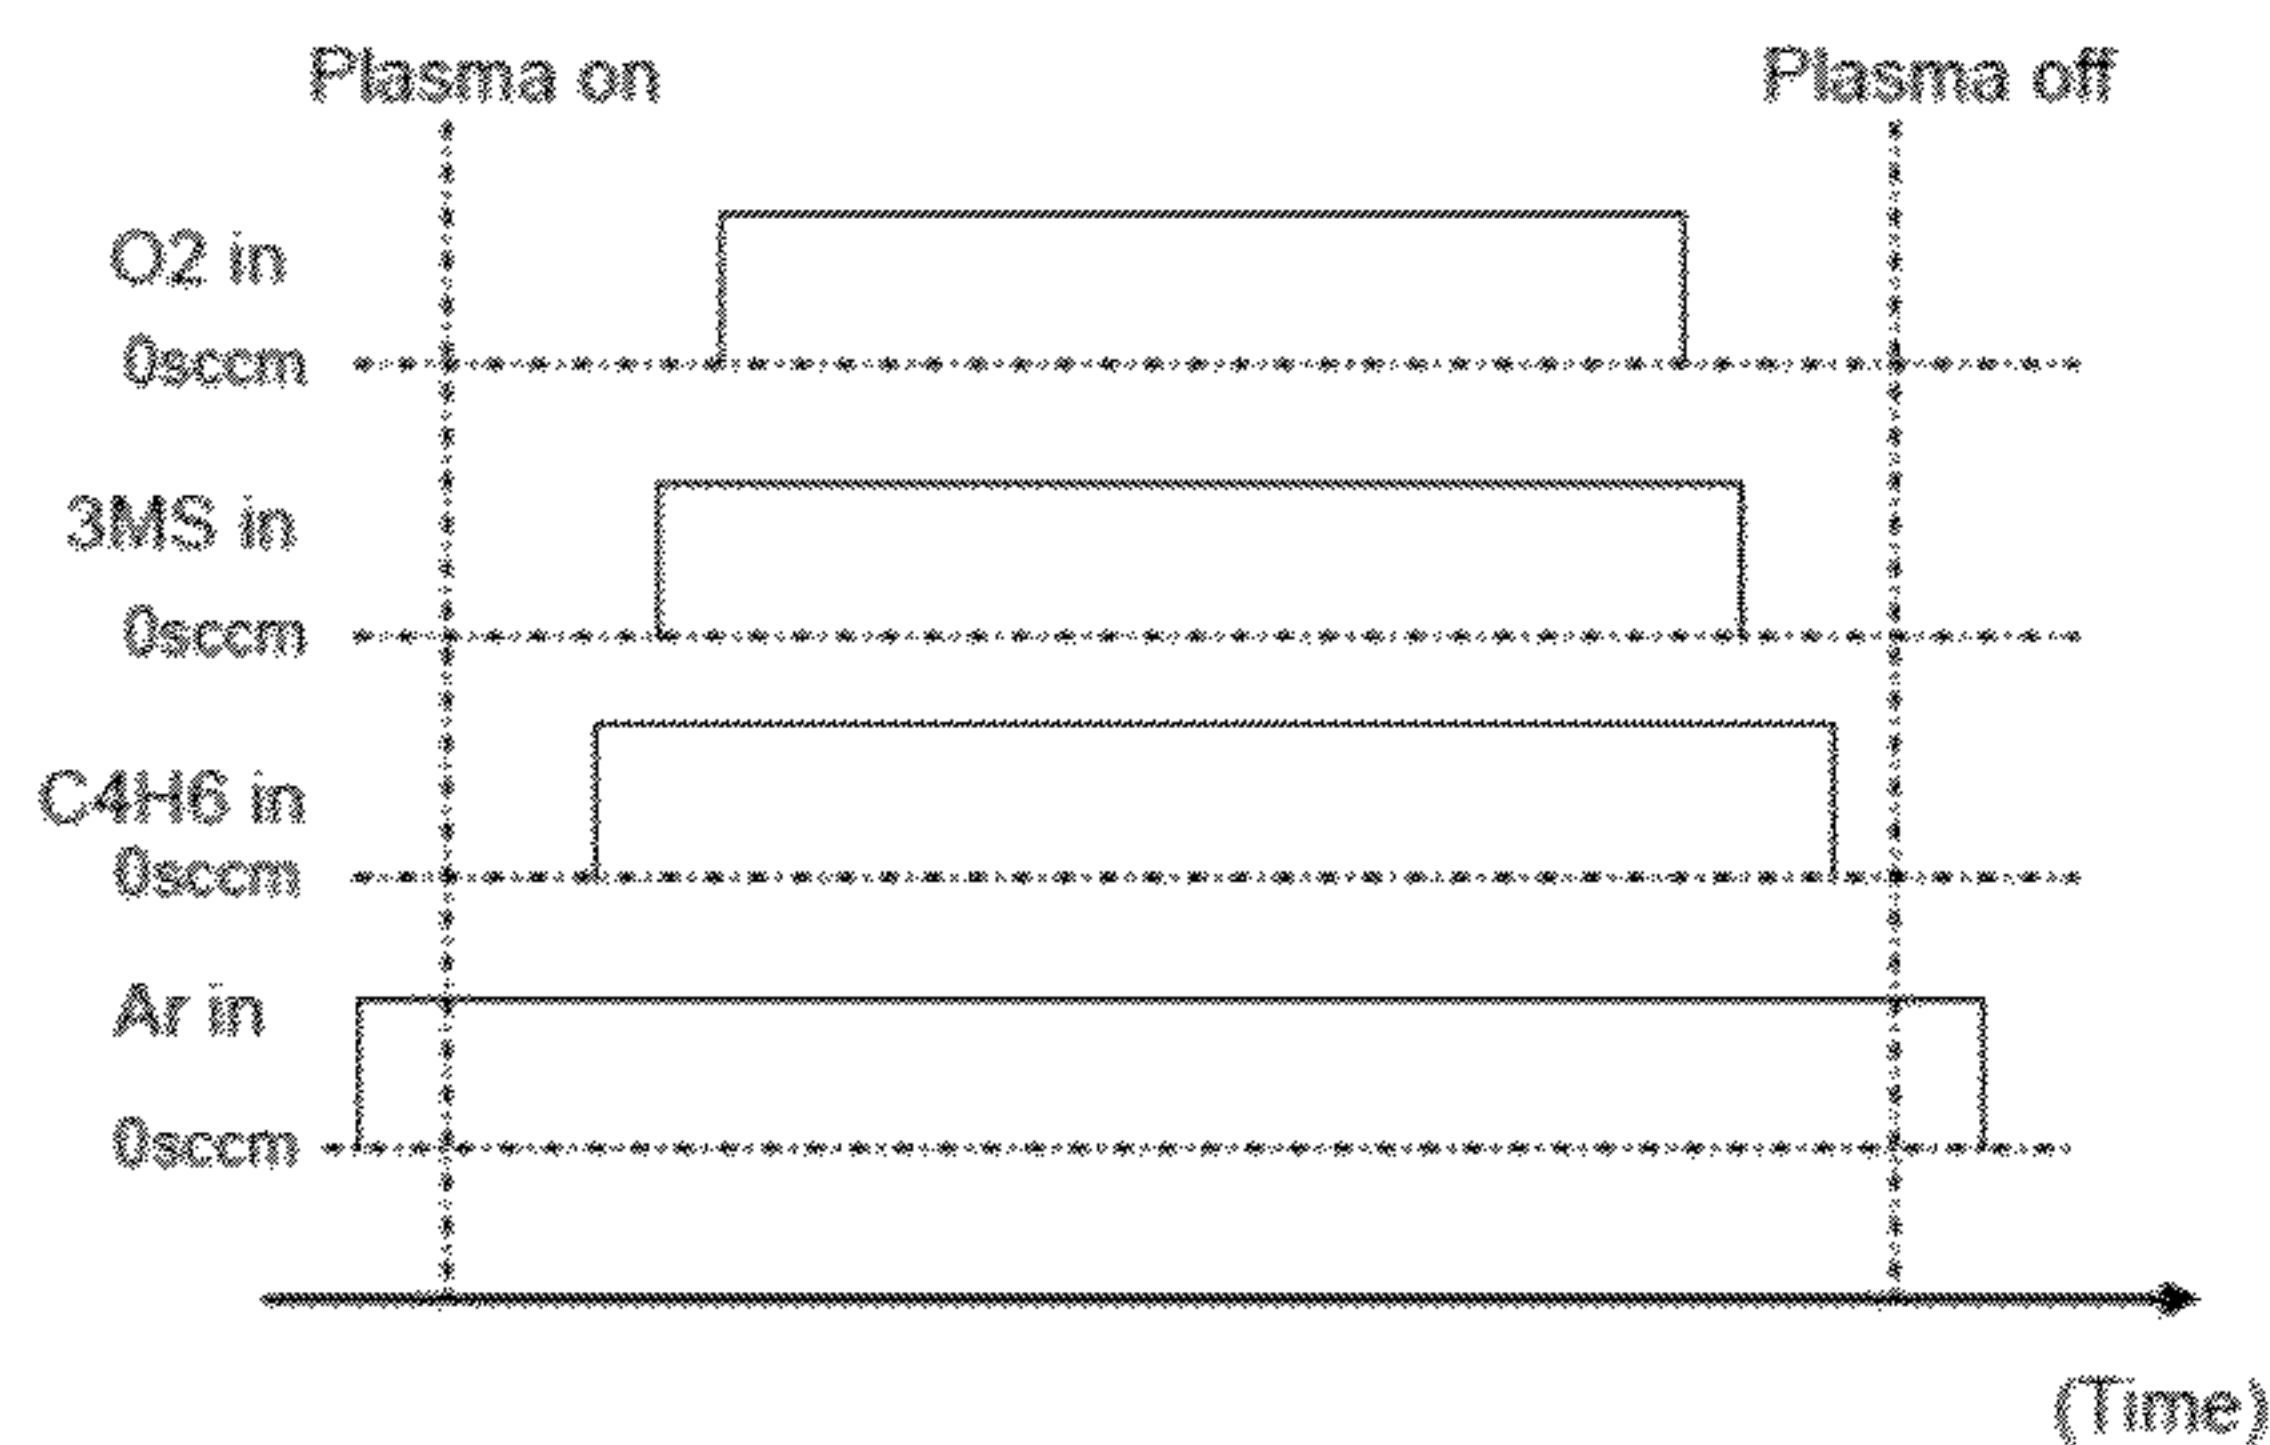 Plasma on
Plasma off
O2 in
0sccm
3MS in
0sccm
C4H6 in
0sccm
Ar in
0sccm
(Time)